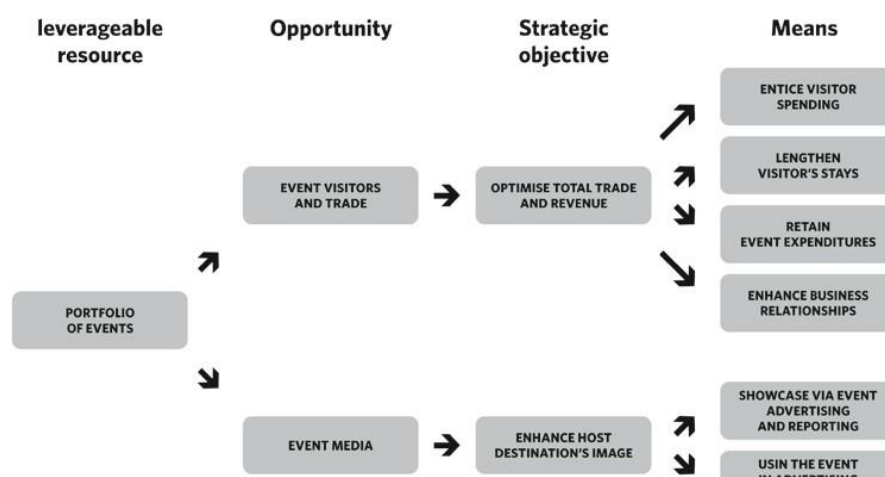 leverageable
resource
Opportunity
Strategic
objective
Means
ENTICE VISITOR
SPENDING
LENGTHEN
VISITOR'S STAYS
EVENT VISITORS
AND TRADE
OPTIMISE TOTAL TRADE
AND REVENUE
RETAIN
EVENT EXPENDITURES
ENHANCE BUSINESS
RELATIONSHIPS
PORTFOLIO
OF EVENTS
SHOWCASE VIA EVENT
ADVERTISING
AND REPORTING
EVENT MEDIA
ENHANCE HOST
DESTINATION'S IMAGE
USIN THE EVENT
IN ADVERTISING